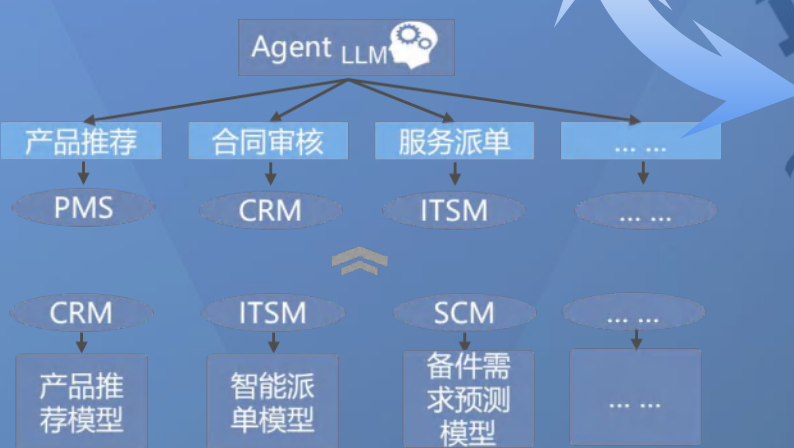 Agent LLM
产品推荐
合同审核
服务派单
... ...
PMS
CRM
ITSM
... ...
CRM
ITSM
SCM
... ...
产品推
荐模型
智能派
单模型
备件需
求预测
模型
... ...